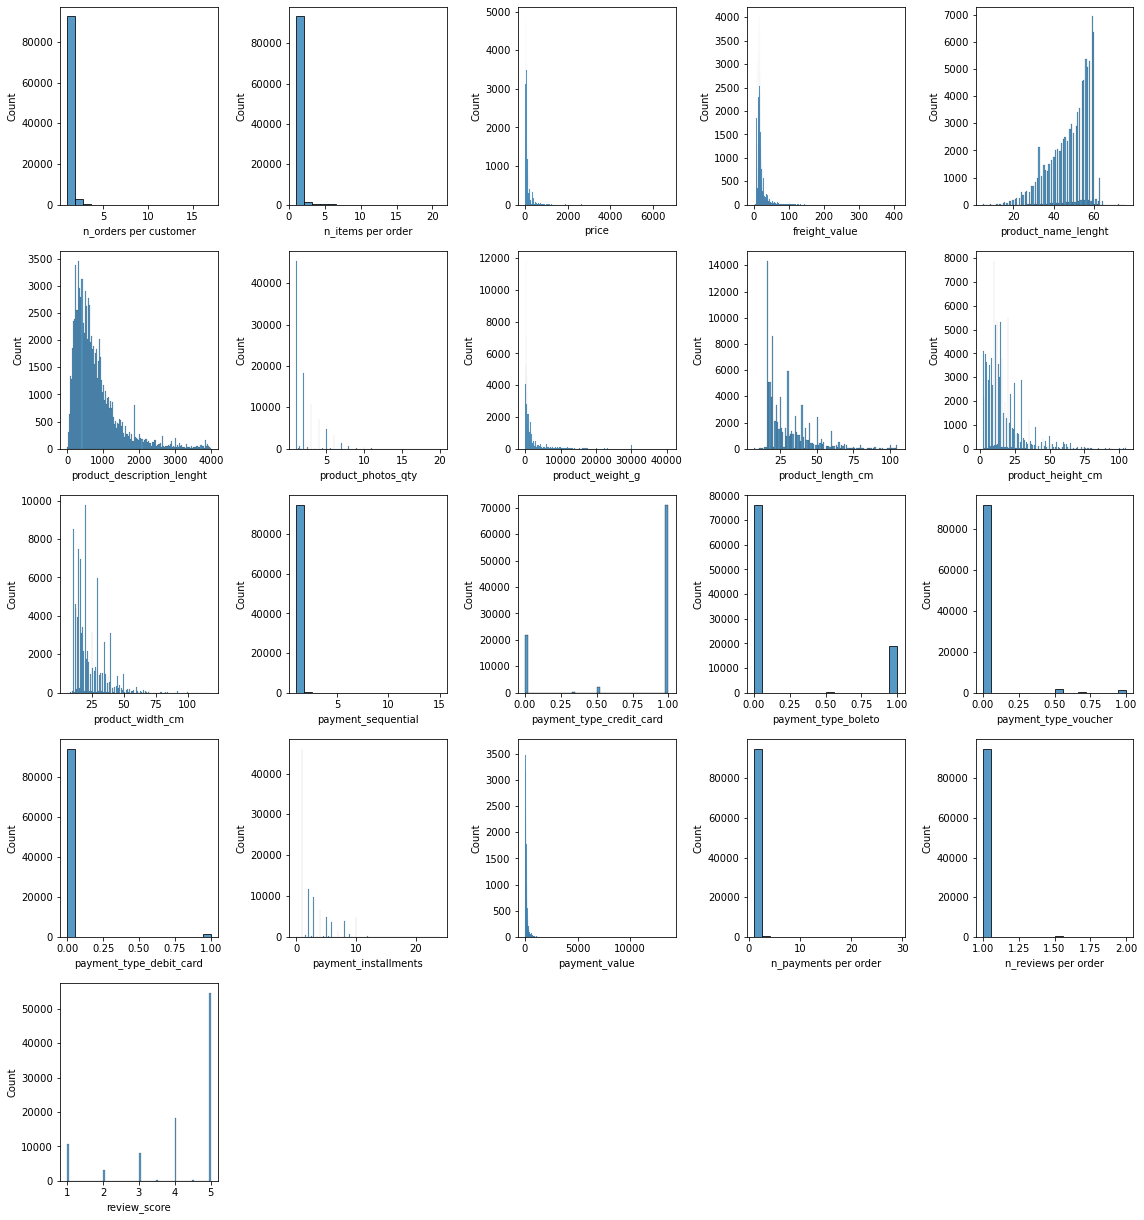 80000
60000
40000
20000
0
Count
5 10 15
n_orders per customer
80000
60000
40000
20000
0
Count
0 5 10 15 20
n_items per order
5000
4000
3000
2000
1000
0
Count
0 2000 4000 6000
price
4000
3500
3000
2500
2000
1500
1000
500
0
Count
0 100 200 300 400
freight_value
7000
6000
5000
4000
3000
2000
1000
0
Count
20 40 60
product_name_lenght
3500
3000
2500
2000
1500
1000
500
0
Count
0 1000 2000 3000 4000
product_description_lenght
40000
30000
20000
10000
0
Count
5 10 15 20
product_photos_qty
12000
10000
8000
6000
4000
2000
0
Count
0 10000 20000 30000 40000
product_weight_g
14000
12000
10000
8000
6000
4000
2000
0
Count
25 50 75 100
product_length_cm
8000
7000
6000
5000
4000
3000
2000
1000
0
Count
0 25 50 75 100
product_height_cm
10000
8000
6000
4000
2000
0
Count
25 50 75 100
product_width_cm
80000
60000
40000
20000
0
Count
5 10 15
payment_sequential
70000
60000
50000
40000
30000
20000
10000
0
Count
0.00 0.25 0.50 0.75 1.00
payment_type_credit_card
80000
70000
60000
50000
40000
30000
20000
10000
0
Count
0.00 0.25 0.50 0.75 1.00
payment_type_boleto
80000
60000
40000
20000
0
Count
0.00 0.25 0.50 0.75 1.00
payment_type_voucher
80000
60000
40000
20000
0
Count
0.00 0.25 0.50 0.75 1.00
payment_type_debit_card
40000
30000
20000
10000
0
Count
0 10 20
payment_installments
3500
3000
2500
2000
1500
1000
500
0
Count
0 5000 10000
payment_value
80000
60000
40000
20000
0
Count
0 10 20 30
n_payments per order
80000
60000
40000
20000
0
Count
1.00 1.25 1.50 1.75 2.00
n_reviews per order
50000
40000
30000
20000
10000
0
Count
1 2 3 4 5
review_score